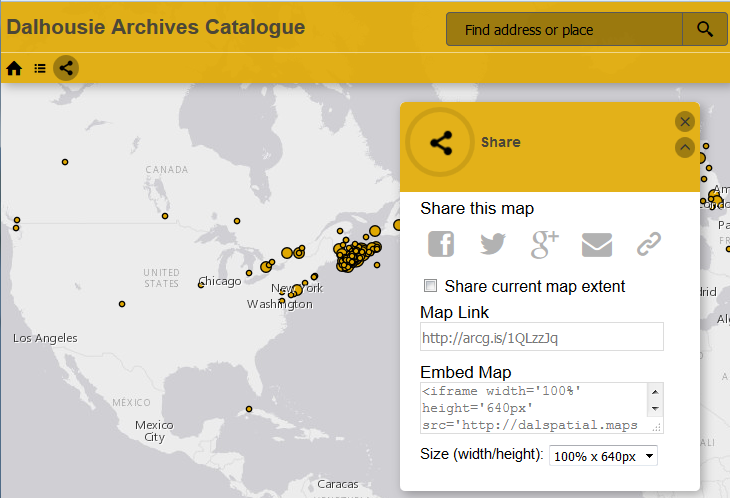 Dalhousie Archives Catalogue
Find address or place
Share
Share this map
Share current map extent
Map Link
http://arcg.is/1QLzzJq
Embed Map
<iframe width='100%'
height='640px'
src='http://dalspatial.maps
Size (width/height): 100% x 640px
CANADA
UNITED
STATES
Chicago
New York
Washington
Los Angeles
MÉXICO
Mexico
City
Caracas